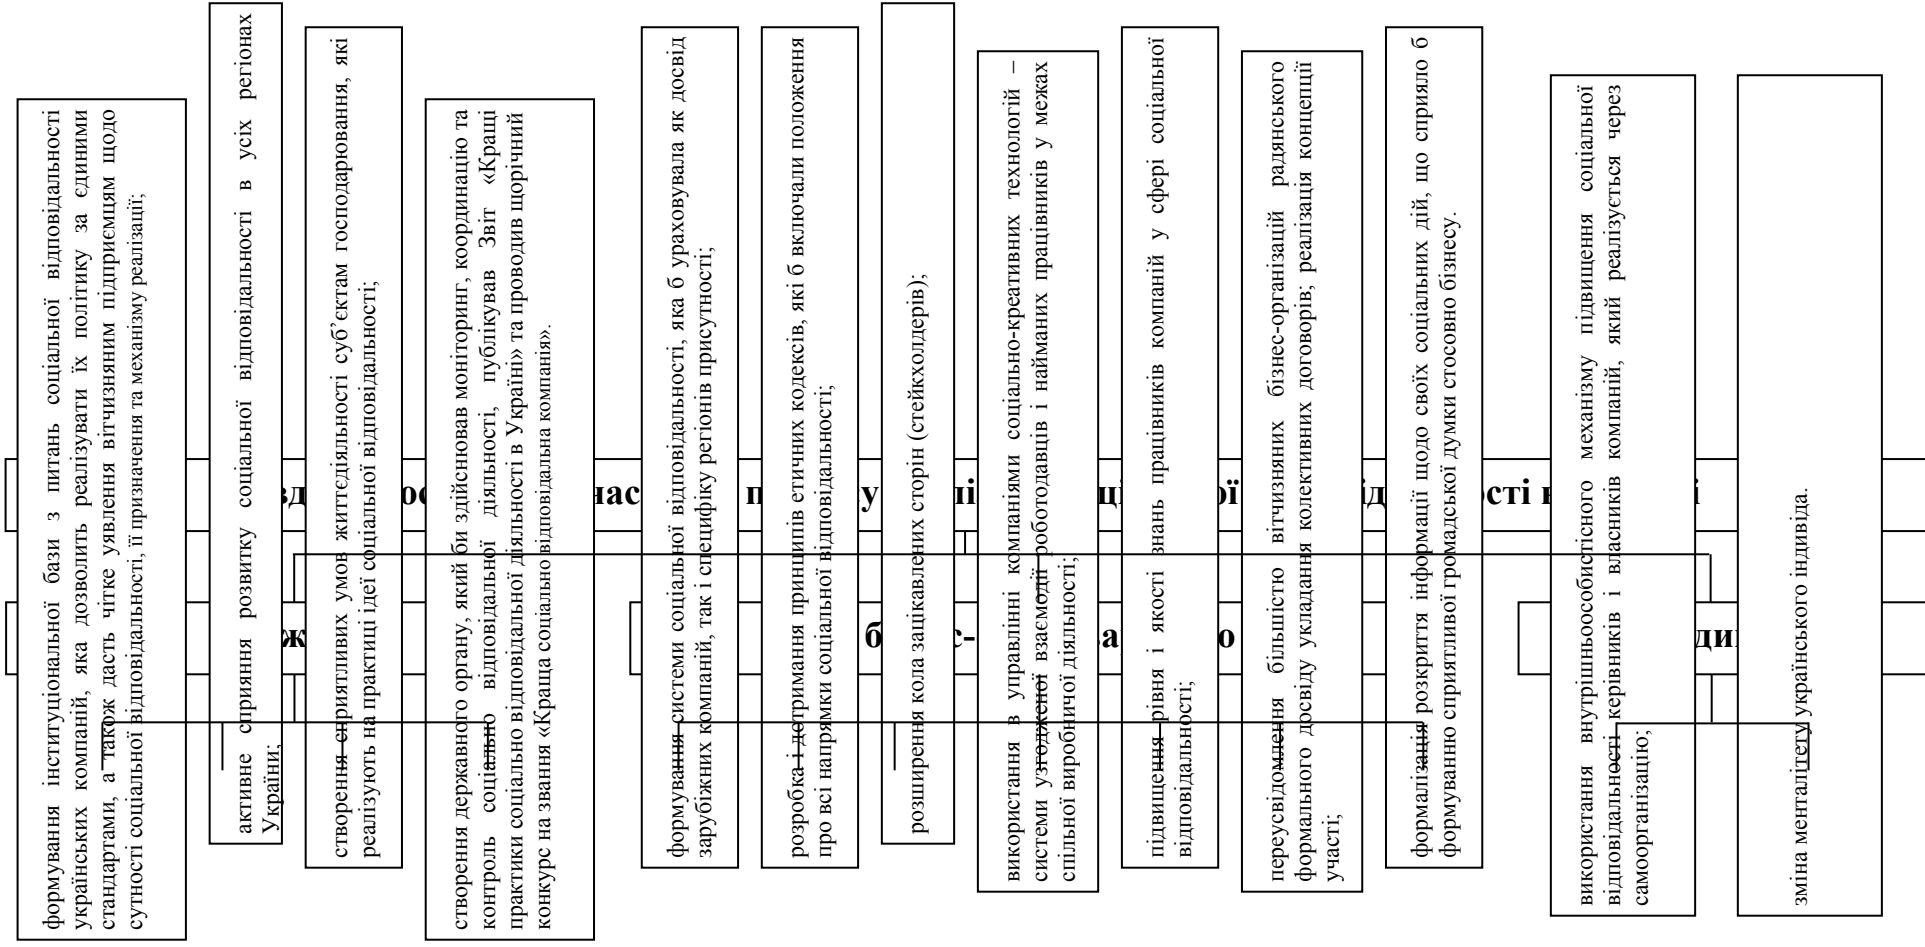 формування інституціональної бази з питань соціальної відповідальності
українських компаній, яка дозволить реалізувати їх політику за єдиними
стандартами, а також дасть чітке уявлення вітчизняним підприємцям щодо
сутності соціальної відповідальності, її призначення та механізму реалізації;
активне сприяння розвитку соціальної відповідальності в усіх регіонах
України;
створення сприятливих умов життєдіяльності суб’єктам господарювання, які
реалізують на практиці ідеї соціальної відповідальності;
створення державного органу, який би здійснював моніторинг, координацію та
контроль соціально відповідальної діяльності, публікував Звіт «Кращі
практики соціально відповідальної діяльності в Україні» та проводив щорічний
конкурс на звання «Краща соціально відповідальна компанія».
формування системи соціальної відповідальності, яка б ураховувала як досвід
зарубіжних компаній, так і специфіку регіонів присутності;
розробка і дотримання принципів етичних кодексів, які б включали положення
про всі напрямки соціальної відповідальності;
розширення кола зацікавлених сторін (стейкхолдерів);
використання в управлінні компаніями соціально-креативних технологій –
системи узгодженої взаємодії роботодавців і найманих працівників у межах
спільної виробничої діяльності;
підвищення рівня і якості знань працівників компаній у сфері соціальної
відповідальності;
переусвідомлення більшістю вітчизняних бізнес-організацій радянського
формального досвіду укладання колективних договорів; реалізація концепції
участі;
формалізація розкриття інформації щодо своїх соціальних дій, що сприяло б
формуванню сприятливої громадської думки стосовно бізнесу.
використання внутрішньоособистісного механізму підвищення соціальної
відповідальності керівників і власників компаній, який реалізується через
самоорганізацію;
зміна менталітету українського індивіда.